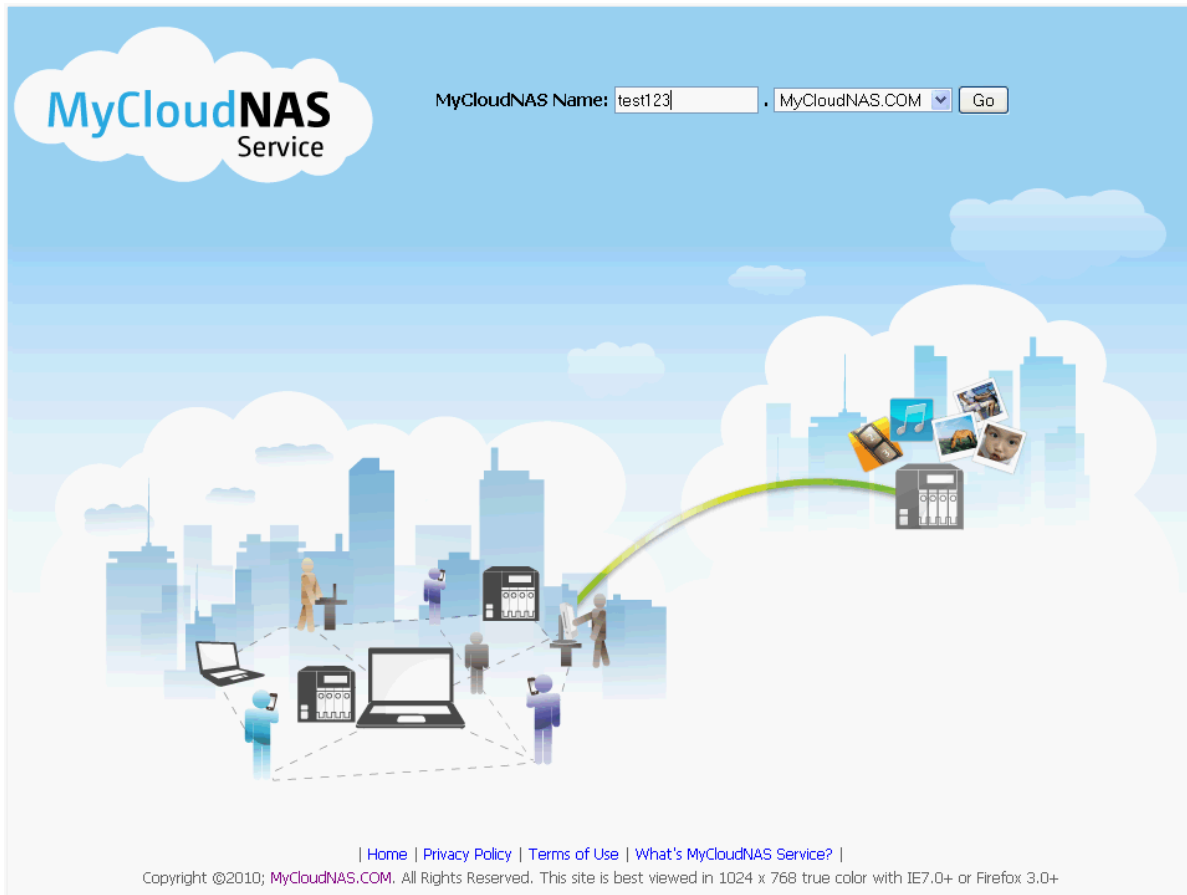 MyCloudNAS
Service
MyCloudNAS Name: test123 . MyCloudNAS.COM Go
| Home | Privacy Policy | Terms of Use | What's MyCloudNAS Service? |
Copyright ©2010; MyCloudNAS.COM. All Rights Reserved. This site is best viewed in 1024 x 768 true color with IE7.0+ or Firefox 3.0+